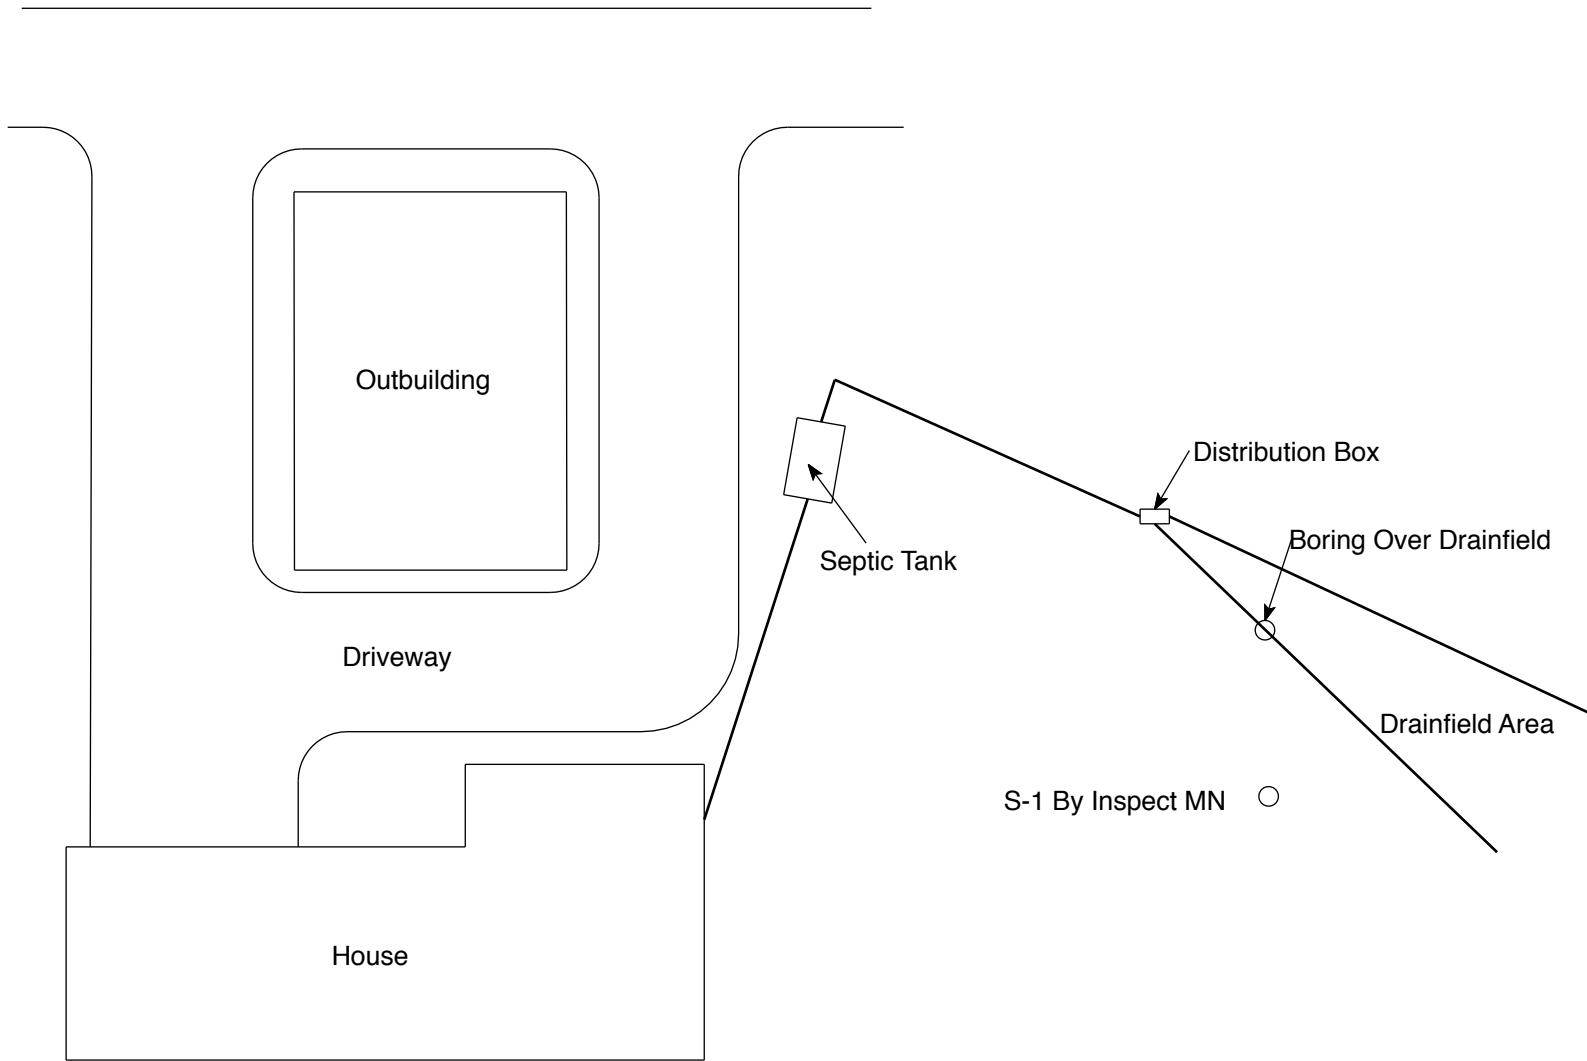 Outbuilding
Distribution Box
Boring Over Drainfield
Septic Tank
Driveway
Drainfield Area
S-1 By Inspect MN
House